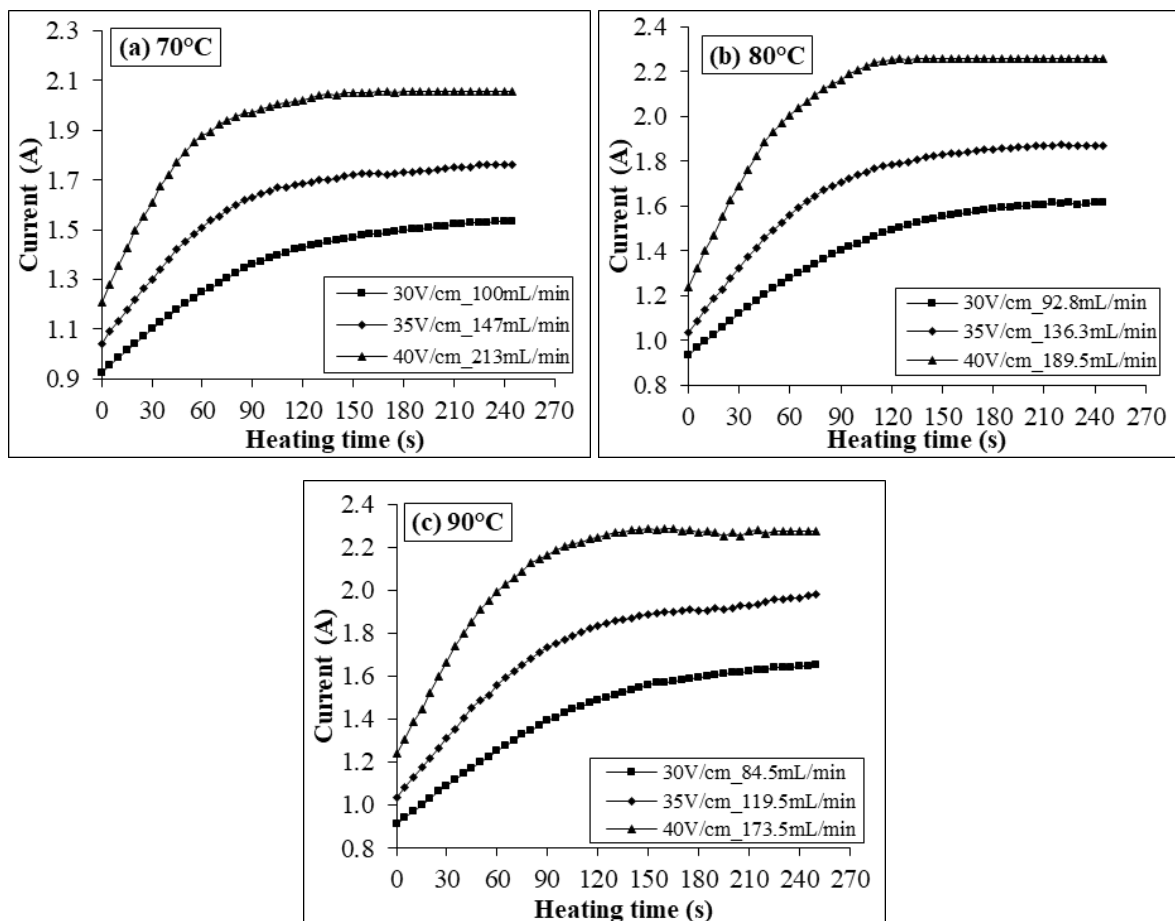 (a) 70°C
2.3
2.1
1.9
1.7
1.5
1.3
1.1
0.9
Current (A)
30V/cm_100mL/min
35V/cm_147mL/min
40V/cm_213mL/min
0 30 60 90 120 150 180 210 240 270
Heating time (s)
(b) 80°C
2.4
2.2
2.0
1.8
1.6
1.4
1.2
1.0
0.8
Current (A)
30V/cm_92.8mL/min
35V/cm_136.3mL/min
40V/cm_189.5mL/min
0 30 60 90 120 150 180 210 240 270
Heating time (s)
(c) 90°C
2.4
2.2
2.0
1.8
1.6
1.4
1.2
1.0
0.8
Current (A)
30V/cm_84.5mL/min
35V/cm_119.5mL/min
40V/cm_173.5mL/min
0 30 60 90 120 150 180 210 240 270
Heating time (s)